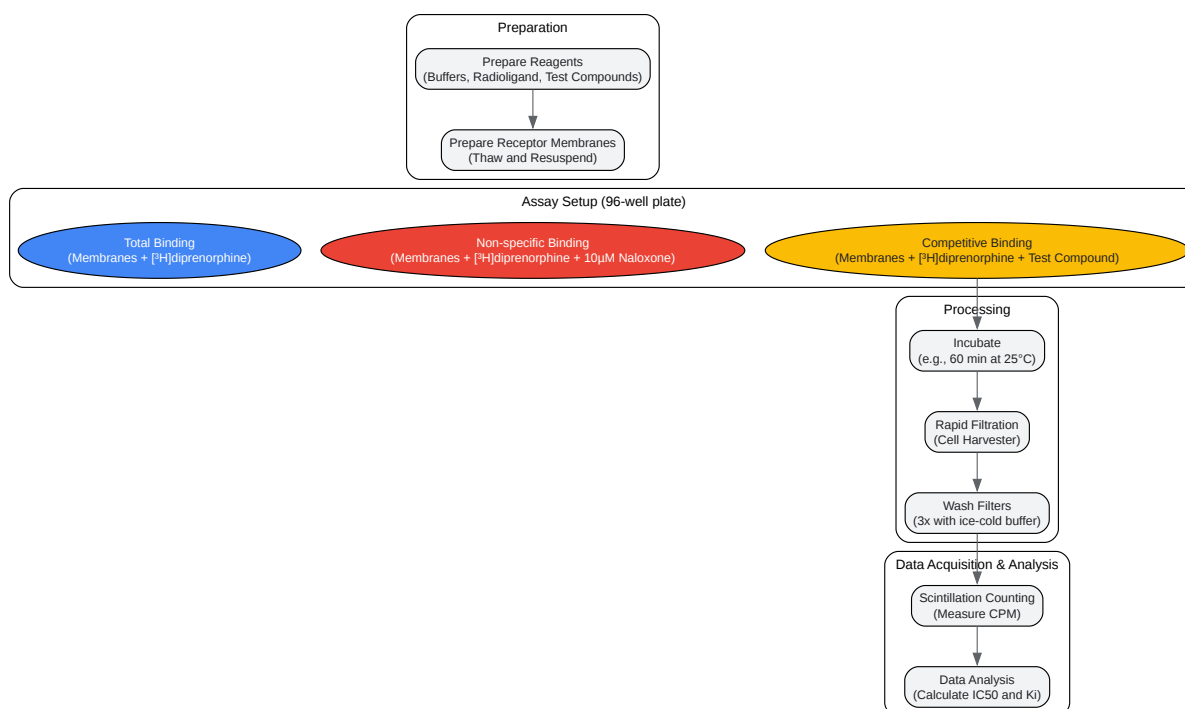 Preparation
Prepare Reagents
(Buffers, Radioligand, Test Compounds)
Prepare Receptor Membranes
(Thaw and Resuspend)
Assay Setup (96-well plate)
Total Binding
(Membranes + [³H]diprenorphine)
Non-specific Binding
(Membranes + [³H]diprenorphine + 10µM Naloxone)
Competitive Binding
(Membranes + [³H]diprenorphine + Test Compound)
Processing
Incubate
(e.g., 60 min at 25°C)
Rapid Filtration
(Cell Harvester)
Wash Filters
(3x with ice-cold buffer)
Data Acquisition & Analysis
Scintillation Counting
(Measure CPM)
Data Analysis
(Calculate IC50 and Ki)